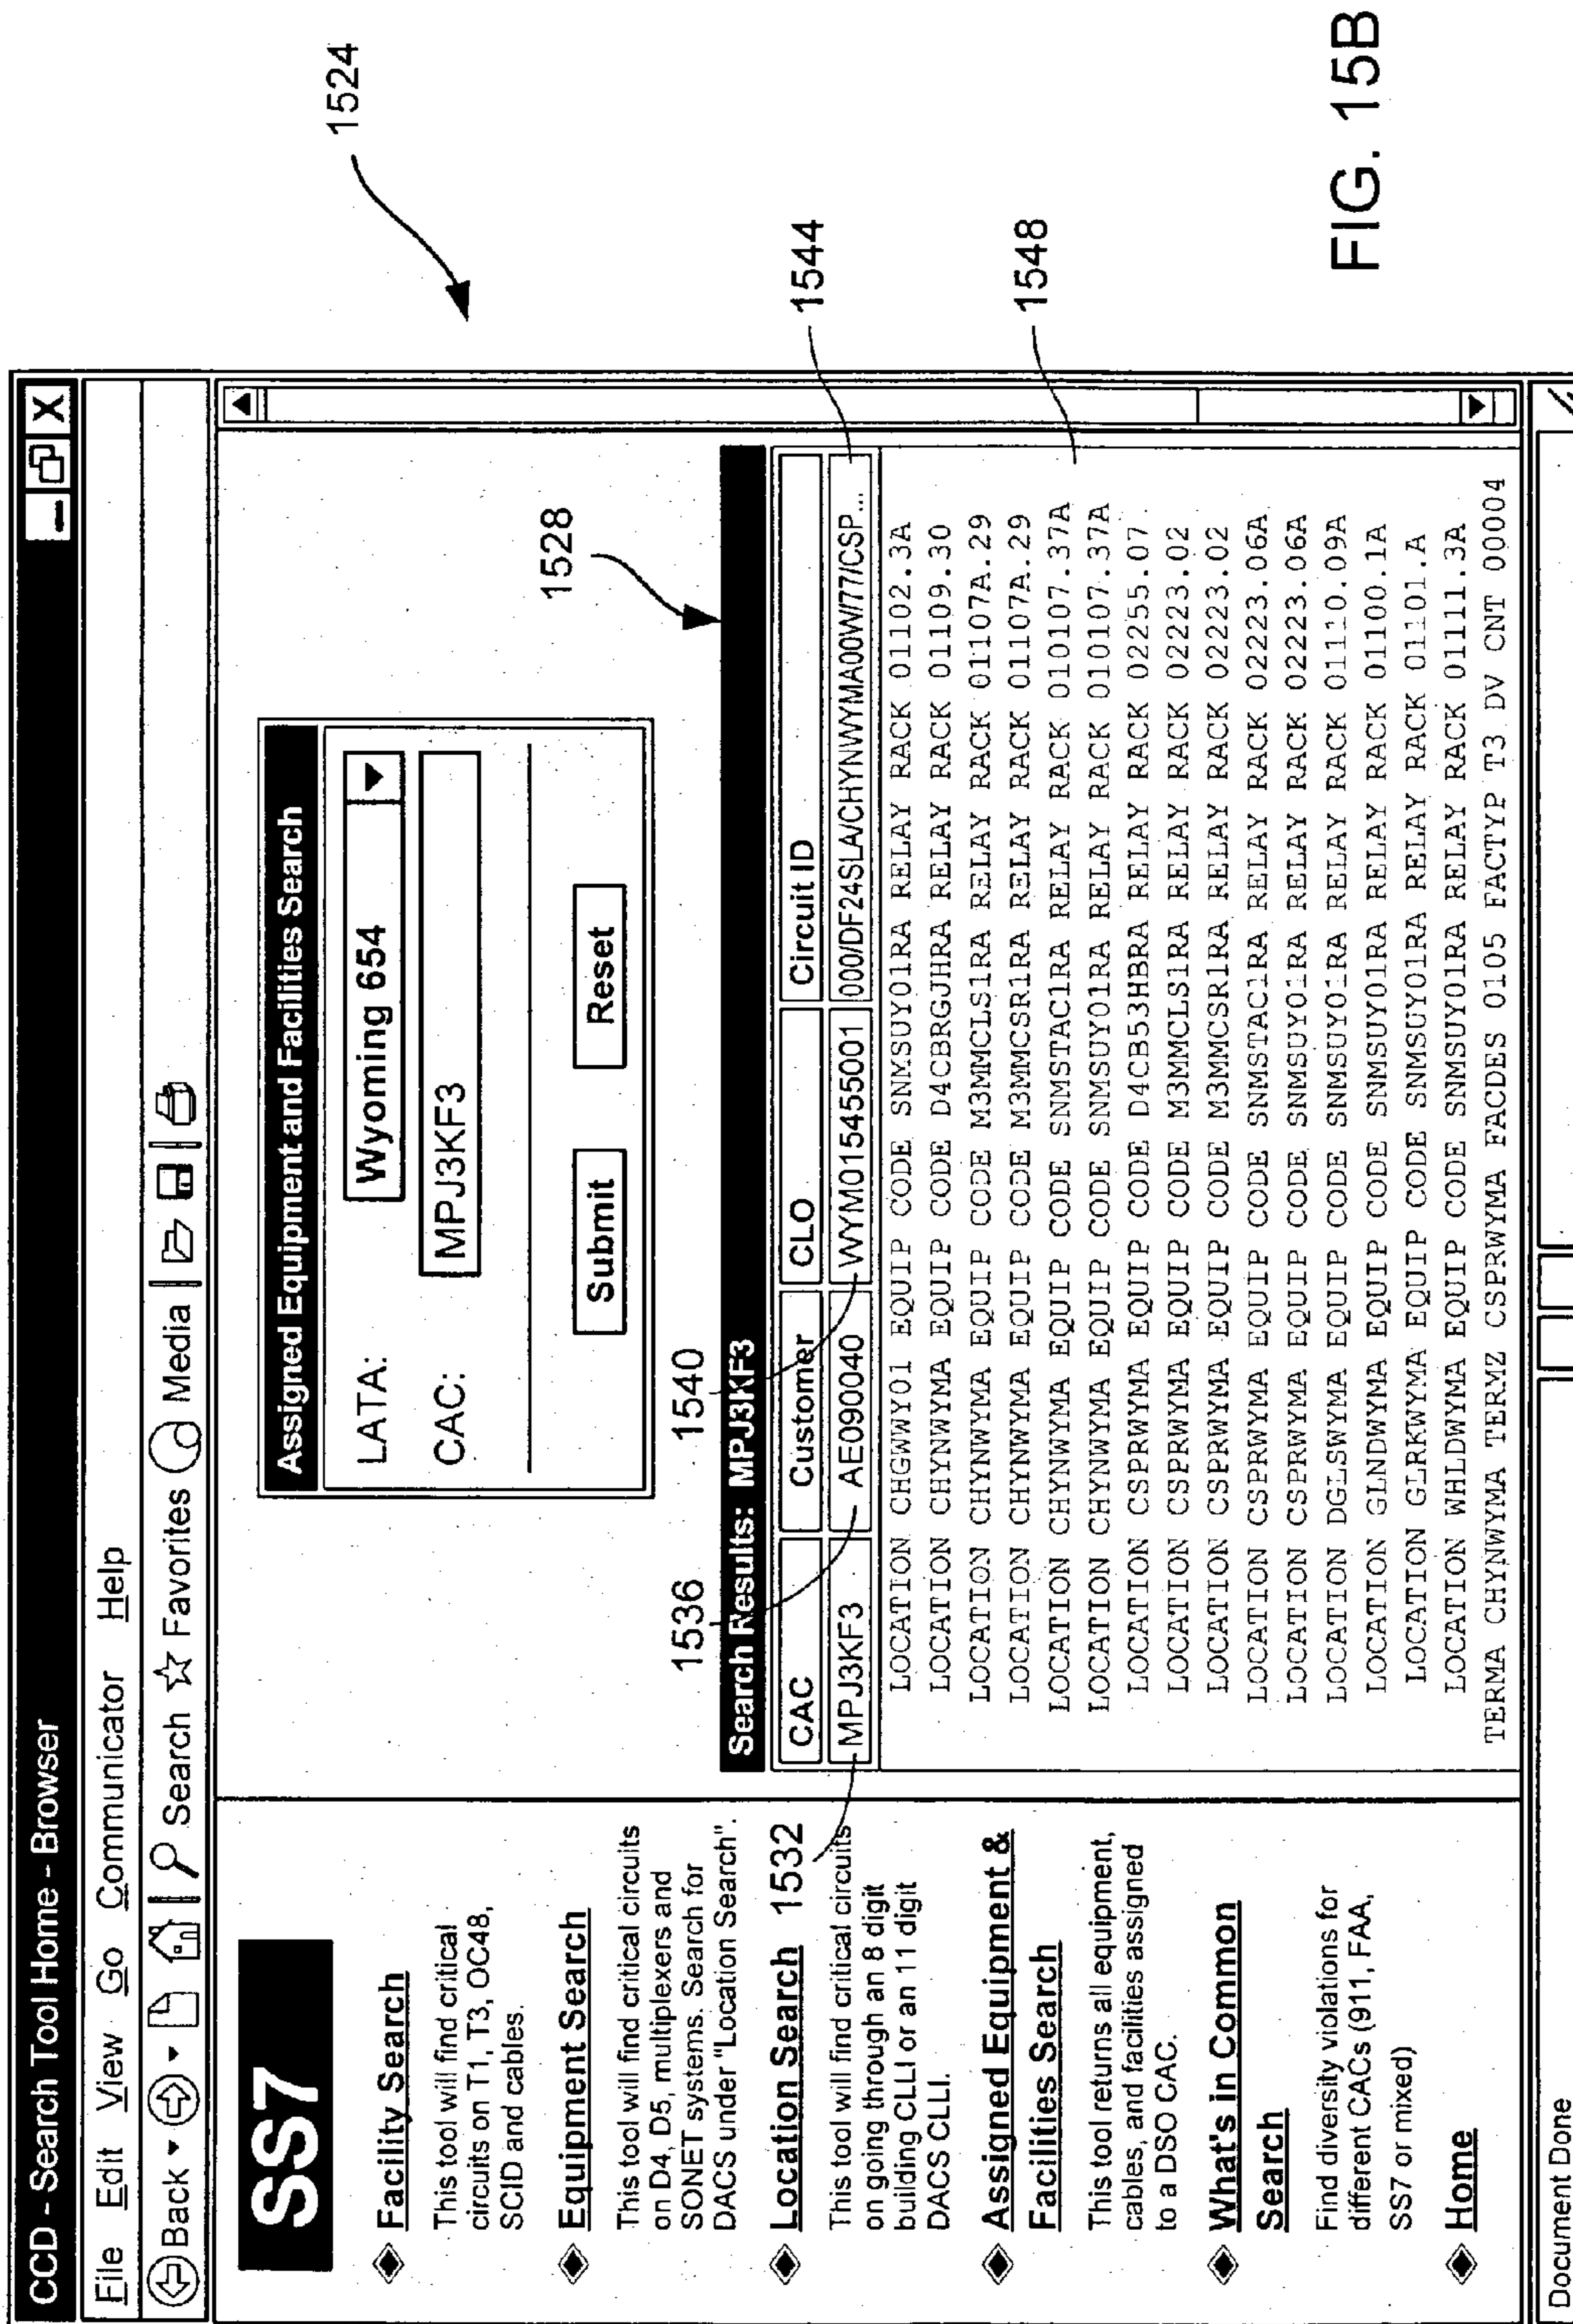 CCD - Search Tool Home - Browser
File Edit View Go Communicator Help
Back Search Favorites Media
SS7
Facility Search
This tool will find critical
circuits on T1, T3, OC48,
SCID and cables.
Equipment Search
This tool will find critical circuits
on D4, D5, multiplexers and
SONET systems. Search for
DACS under "Location Search".
Location Search 1532
This tool will find critical circuits
on going through an 8 digit
building CLLI or an 11 digit
DACS CLLI.
Assigned Equipment &
Facilities Search
This tool returns all equipment,
cables, and facilities assigned
to a DSO CAC.
What's in Common
Search
Find diversity violations for
different CACs (911, FAA,
SS7 or mixed)
Home
Assigned Equipment and Facilities Search
LATA: Wyoming 654
CAC: MPJ3KF3
Submit Reset
1524
1528
1536 1540
Search Results: MPJ3KF3
CAC Customer CLO Circuit ID
MPJ3KF3 AE090040 WYM015455001 000/DF24SLA/CHYNWYMA00W/77/CSP...
1544
LOCATION CHGWWY01 EQUIP CODE SNMSUY01RA RELAY RACK 01102.3A
LOCATION CHYNWYMA EQUIP CODE D4CBRGJHRA RELAY RACK 01109.30
LOCATION CHYNWYMA EQUIP CODE M3MMCLS1RA RELAY RACK 01107A.29
LOCATION CHYNWYMA EQUIP CODE M3MMCSR1RA RELAY RACK 01107A.29
LOCATION CHYNWYMA EQUIP CODE SNMSTAC1RA RELAY RACK 010107.37A
LOCATION CHYNWYMA EQUIP CODE SNMSUY01RA RELAY RACK 010107.37A
LOCATION CSPRWYMA EQUIP CODE D4CB53HBRA RELAY RACK 02255.07
LOCATION CSPRWYMA EQUIP CODE M3MMCLS1RA RELAY RACK 02223.02
LOCATION CSPRWYMA EQUIP CODE M3MMCSR1RA RELAY RACK 02223.02
LOCATION CSPRWYMA EQUIP CODE SNMSTAC1RA RELAY RACK 02223.06A
LOCATION CSPRWYMA EQUIP CODE SNMSUY01RA RELAY RACK 02223.06A
LOCATION DGLSWYMA EQUIP CODE SNMSUY01RA RELAY RACK 01110.09A
LOCATION GLNDWYMA EQUIP CODE SNMSUY01RA RELAY RACK 01100.1A
LOCATION GLRKWYMA EQUIP CODE SNMSUY01RA RELAY RACK 01101.A
LOCATION WHLDWYMA EQUIP CODE SNMSUY01RA RELAY RACK 01111.3A
TERMA CHYNWYMA TERMZ CSPRWYMA FACDES 0105 FACTYP T3 DV CNT 00004
1548
Document Done
FIG. 15B